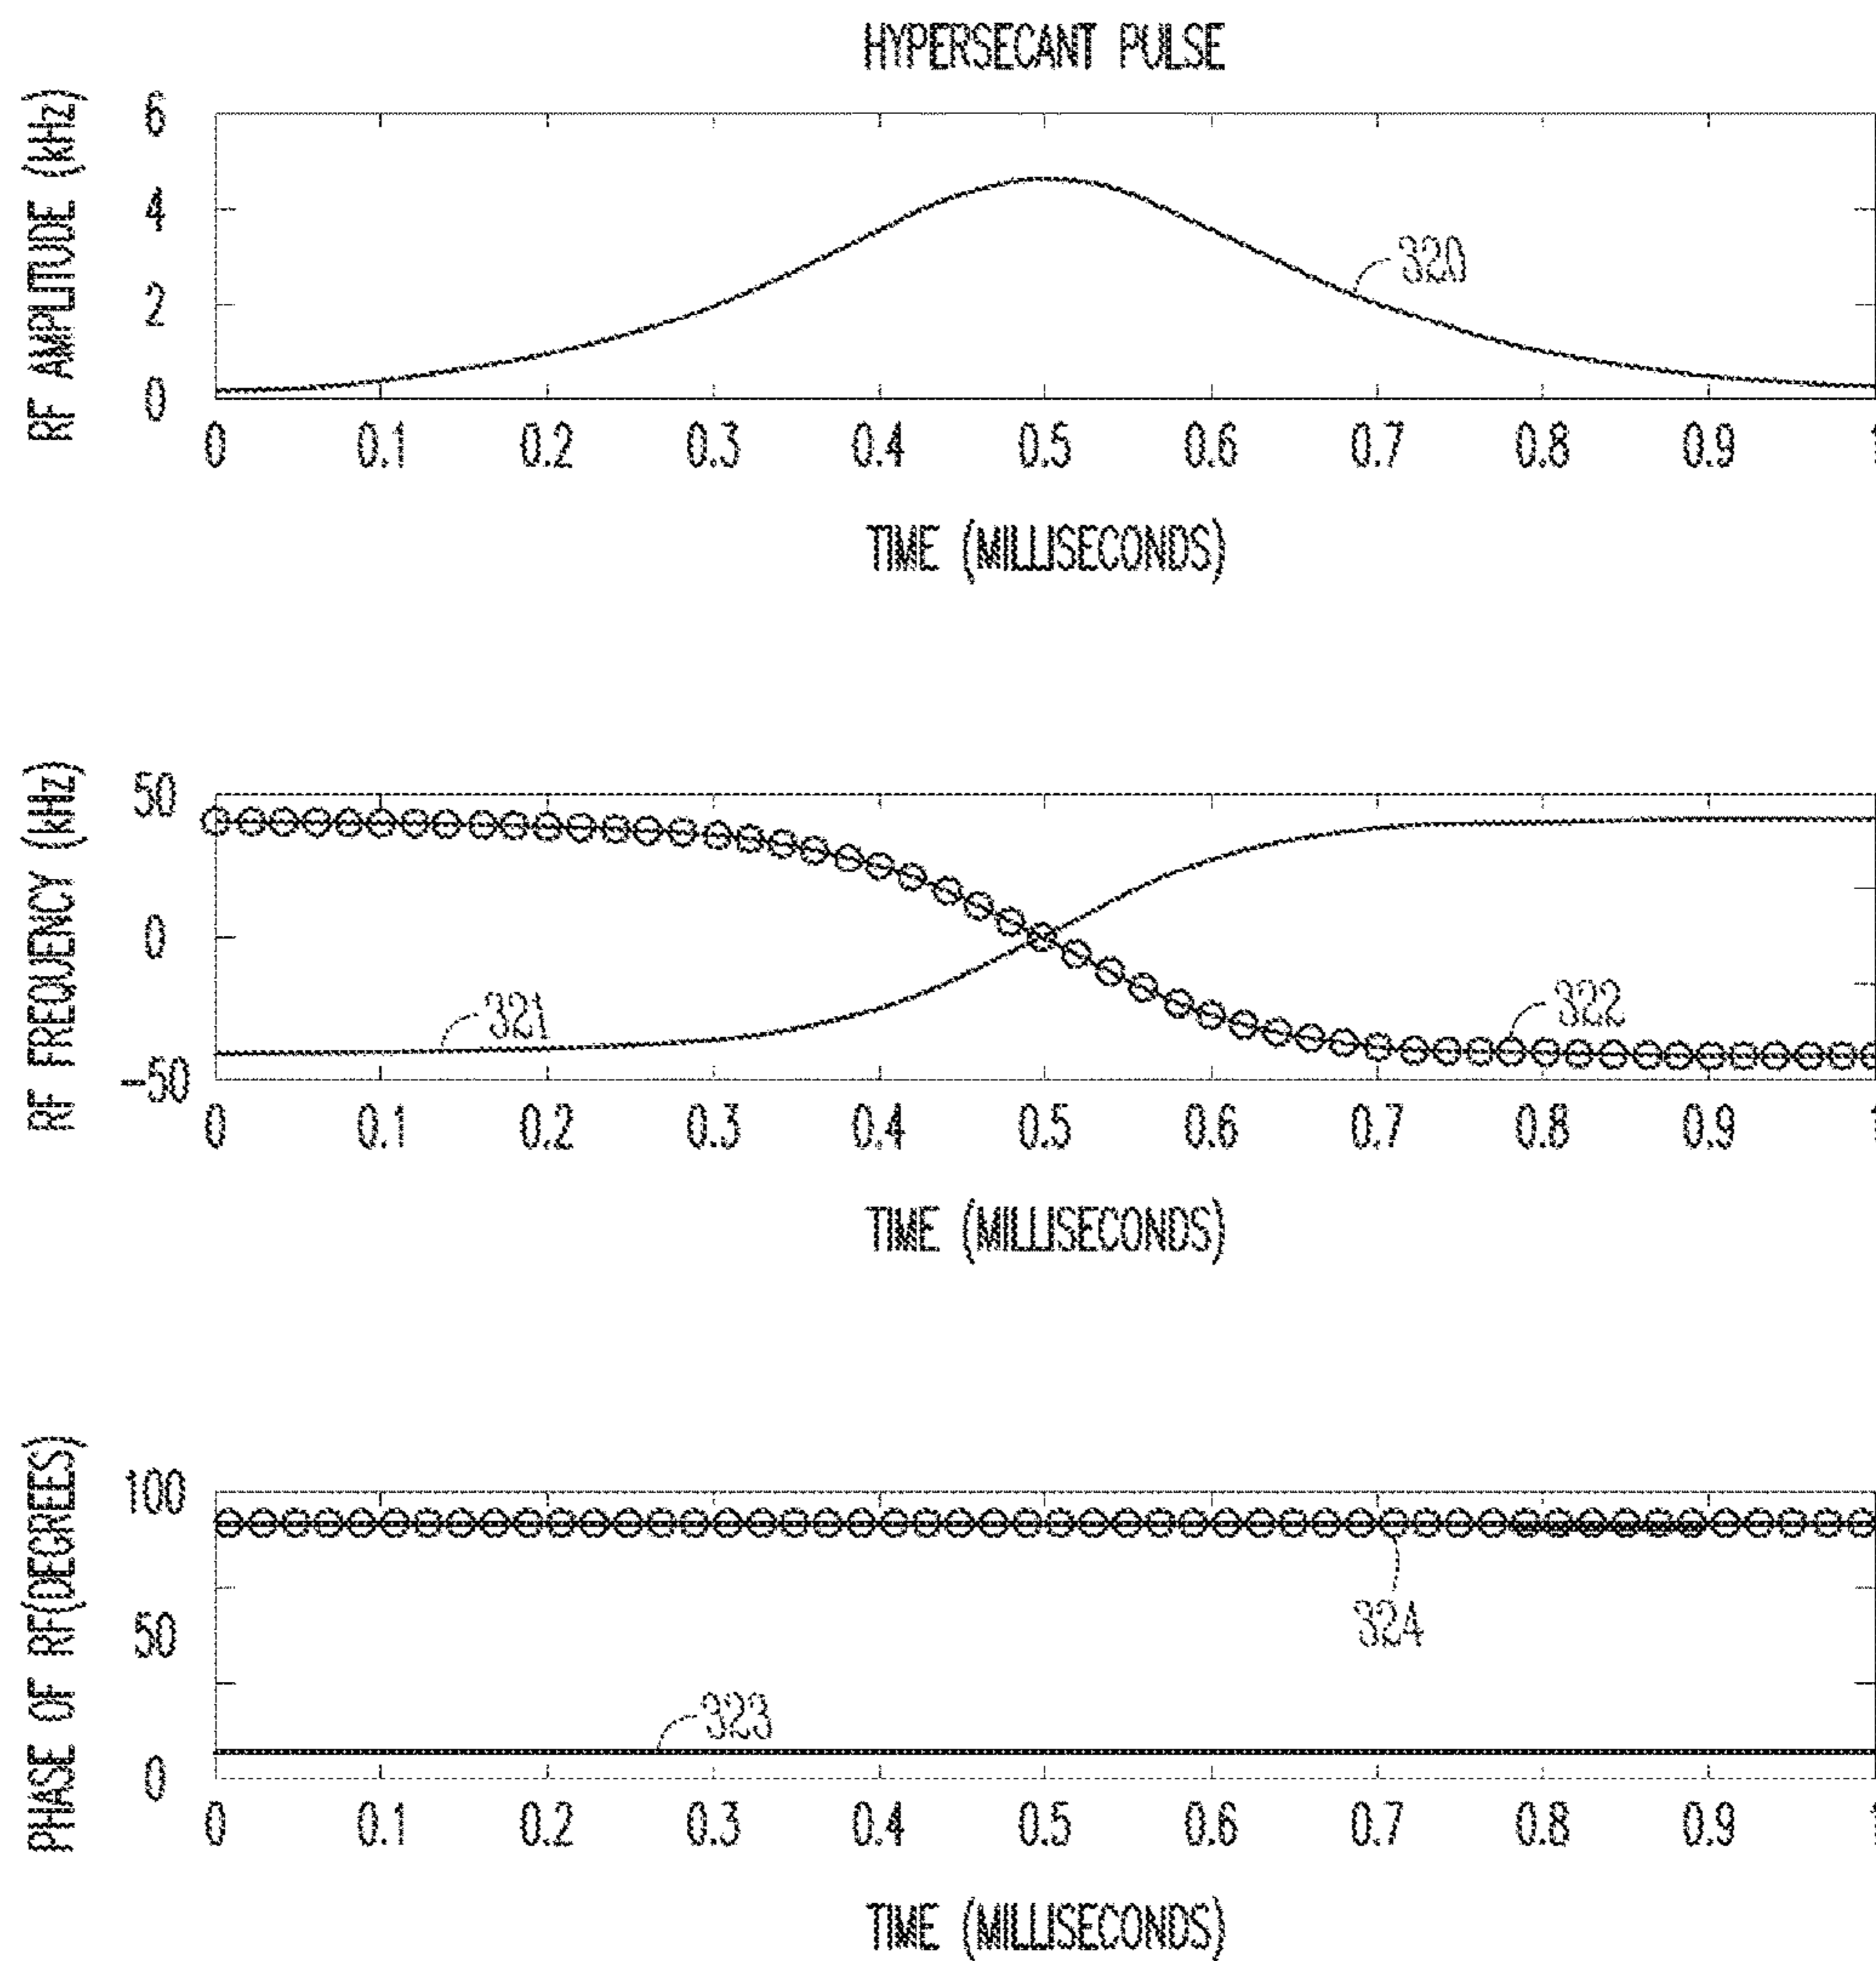 HYPERSECANT PULSE
RF AMPLITUDE (kHz)
6
4
2
0
320
0 0.1 0.2 0.3 0.4 0.5 0.6 0.7 0.8 0.9
TIME (MILLISECONDS)
RF FREQUENCY (kHz)
50
0
-50
321
322
0 0.1 0.2 0.3 0.4 0.5 0.6 0.7 0.8 0.9
TIME (MILLISECONDS)
PHASE OF RF(DEGREES)
100
50
0
324
323
0 0.1 0.2 0.3 0.4 0.5 0.6 0.7 0.8 0.9
TIME (MILLISECONDS)